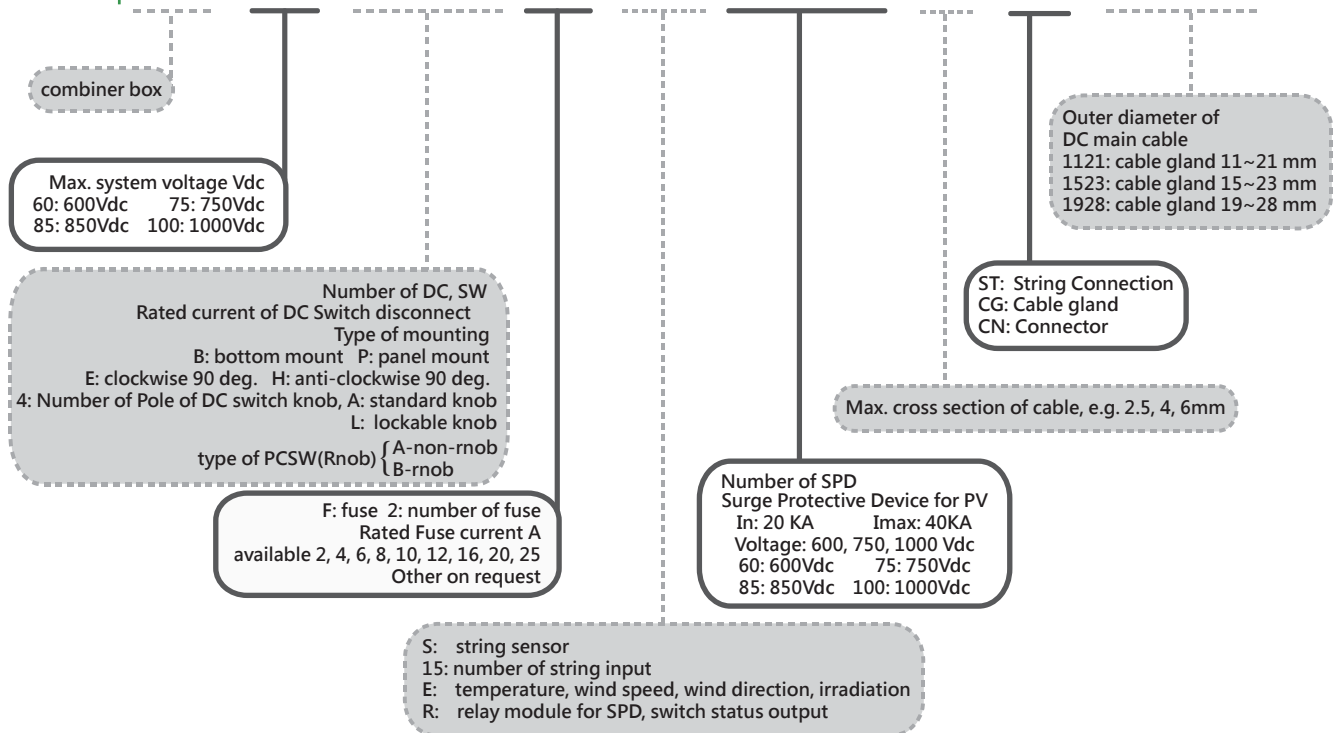 combiner box
Max. system voltage Vdc
60: 600Vdc 75: 750Vdc
85: 850Vdc 100: 1000Vdc
Number of DC, SW
Rated current of DC Switch disconnect
Type of mounting
B: bottom mount P: panel mount
E: clockwise 90 deg. H: anti-clockwise 90 deg.
4: Number of Pole of DC switch knob, A: standard knob
L: lockable knob
type of PCSW(Rnob) { A-non-rnob
B-rnob
F: fuse 2: number of fuse
Rated Fuse current A
available 2, 4, 6, 8, 10, 12, 16, 20, 25
Other on request
S: string sensor
15: number of string input
E: temperature, wind speed, wind direction, irradiation
R: relay module for SPD, switch status output
Number of SPD
Surge Protective Device for PV
In: 20 KA Imax: 40KA
Voltage: 600, 750, 1000 Vdc
60: 600Vdc 75: 750Vdc
85: 850Vdc 100: 1000Vdc
Max. cross section of cable, e.g. 2.5, 4, 6mm
ST: String Connection
CG: Cable gland
CN: Connector
Outer diameter of
DC main cable
1121: cable gland 11~21 mm
1523: cable gland 15~23 mm
1928: cable gland 19~28 mm